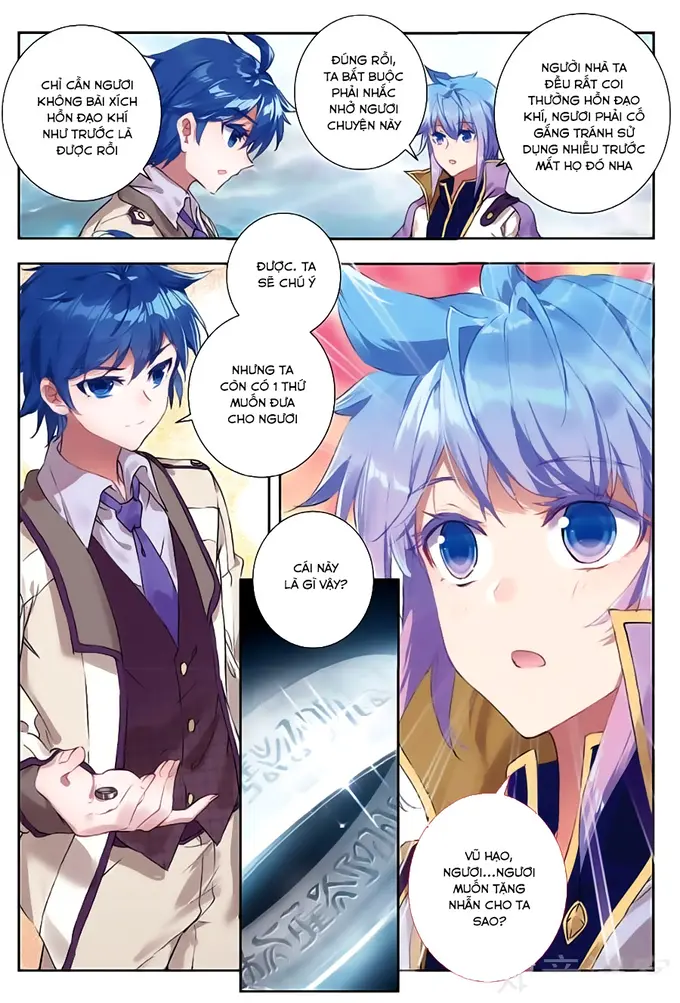 CHỈ CẦN NGƯƠI
KHÔNG BÀI XÍCH
HỒN ĐẠO KHÍ
NHƯ TRƯỚC LÀ
ĐƯỢC RỒI
ĐÚNG RỒI,
TA BẮT BUỘC
PHẢI NHẮC
NHỞ NGƯƠI
CHUYỆN NÀY
NGƯỜI NHÀ TA
ĐỀU RẤT COI
THƯỜNG HỒN ĐẠO
KHÍ, NGƯƠI PHẢI CỐ
GẮNG TRÁNH SỬ
DỤNG NHIỀU TRƯỚC
MẮT HỌ ĐÓ NHA
ĐƯỢC. TA
SẼ CHÚ Ý
NHƯNG TA
CÒN CÓ 1 THỨ
MUỐN ĐƯA
CHO NGƯƠI
CÁI NÀY
LÀ GÌ VẬY?
VŨ HẠO,
NGƯƠI...NGƯƠI
MUỐN TẶNG
NHẪN CHO TA
SAO?